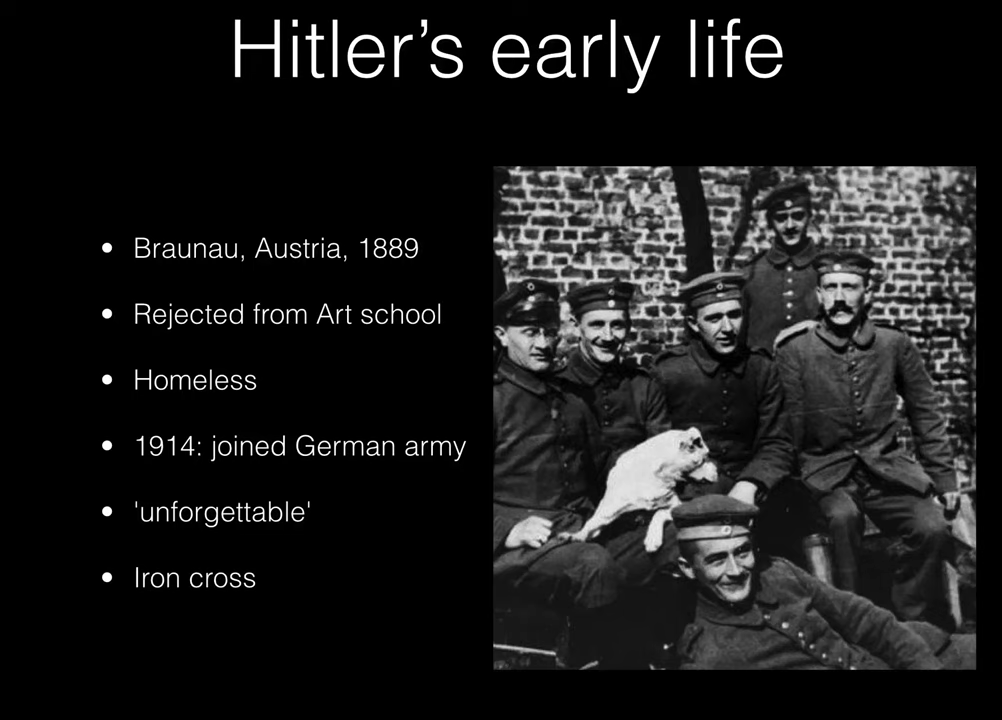 Hitler’s early life
Braunau, Austria, 1889
Rejected from Art school
Homeless
1914: joined German army
'unforgettable'
Iron cross